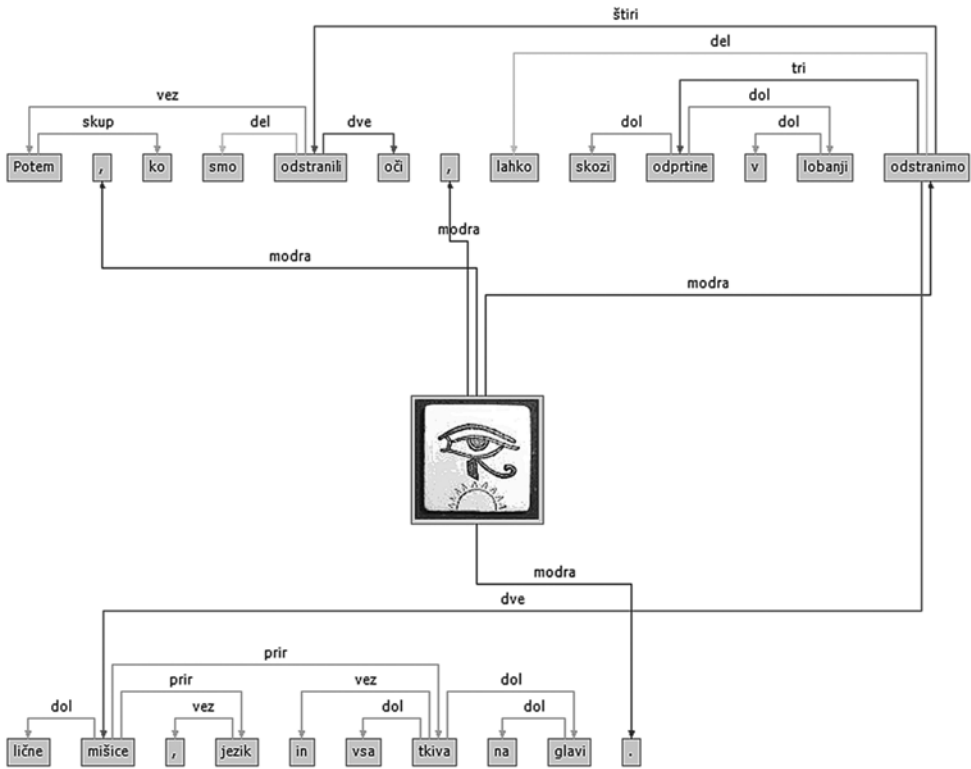 štiri
del
tri
vez dol
skup del dve dol dol
Potem , ko smo odstranili oči , lahko skozi odprtine v lobanji odstranimo
modra
modra
modra
modra
dve
prir
prir vez dol
dol vez dol dol
lične mišice , jezik in vsa tkiva na glavi .